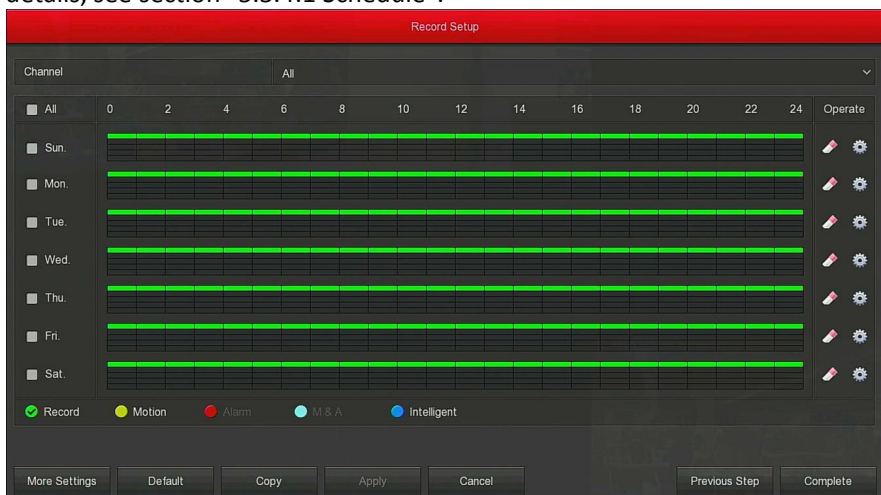 Record Setup
Channel All
All 0 2 4 6 8 10 12 14 16 18 20 22 24 Operate
Sun.
Mon.
Tue.
Wed.
Thu.
Fri.
Sat.
Record Motion Alarm M & A Intelligent
More Settings Default Copy Apply Cancel Previous Step Complete